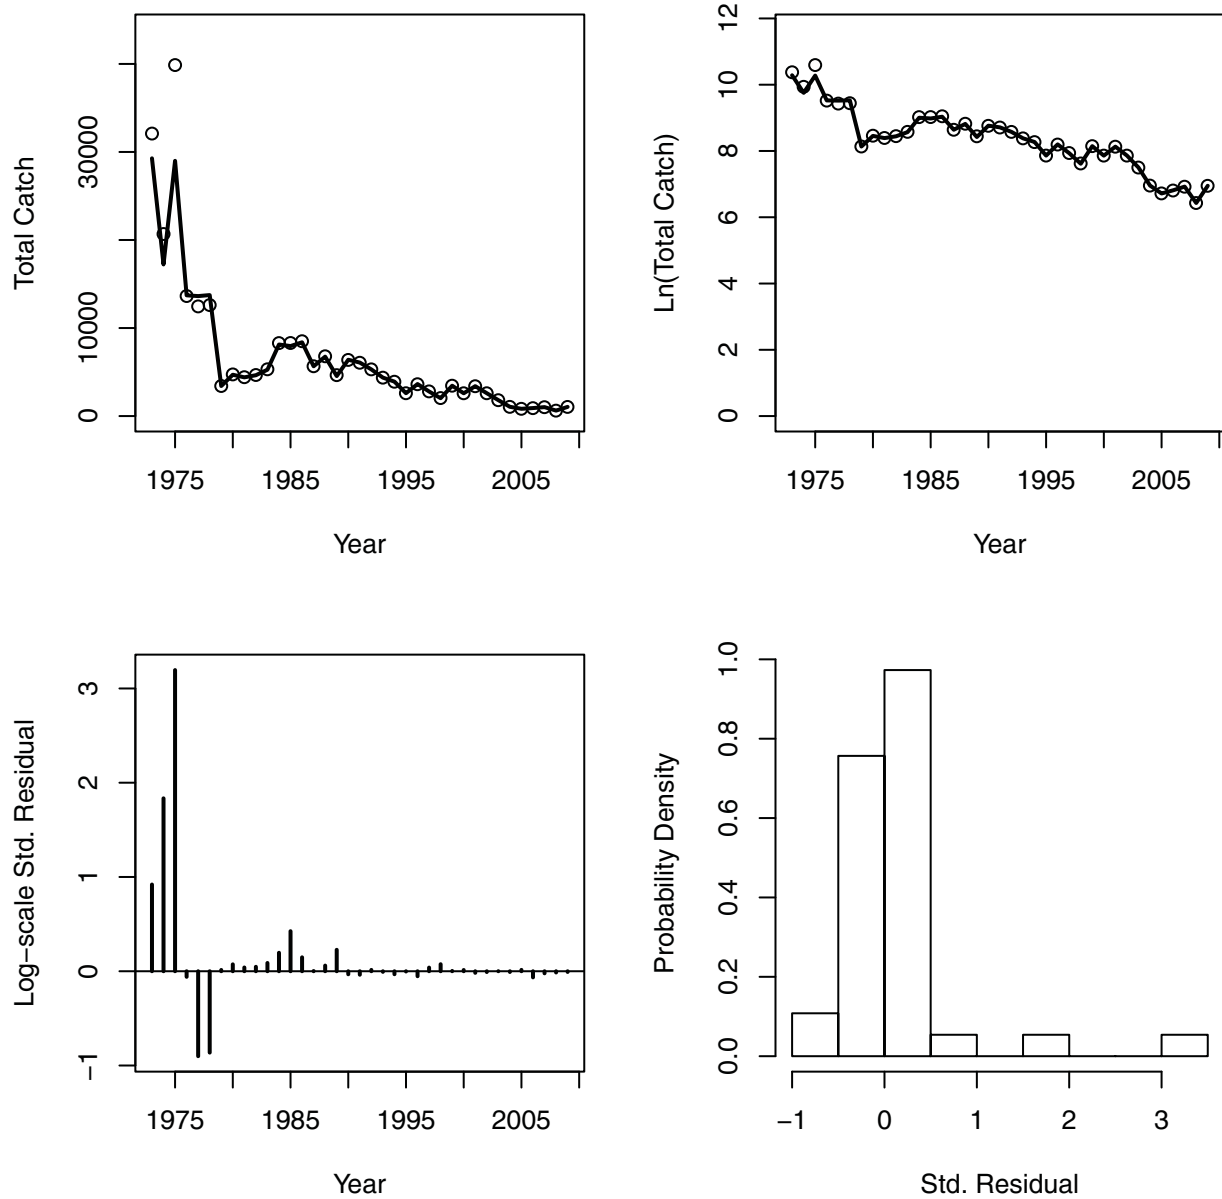 Total Catch
30000
10000
0
1975 1985 1995 2005
Year
Ln(Total Catch)
12
10
8
6
4
2
0
1975 1985 1995 2005
Year
Log−scale Std. Residual
3
2
1
0
−1
1975 1985 1995 2005
Year
Probability Density
1.0
0.8
0.6
0.4
0.2
0.0
−1 0 1 2 3
Std. Residual